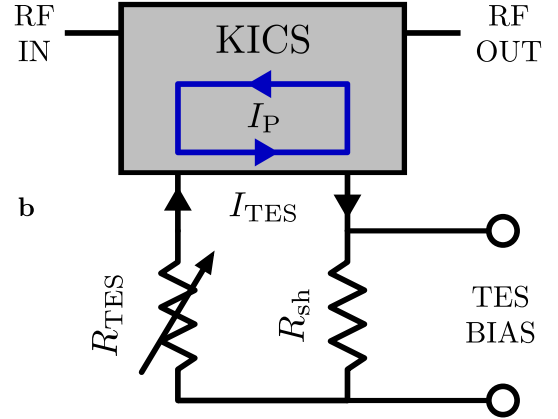 RF
IN
KICS
RF
OUT
I_P
b
I_TES
R_TES
R_sh
TES
BIAS